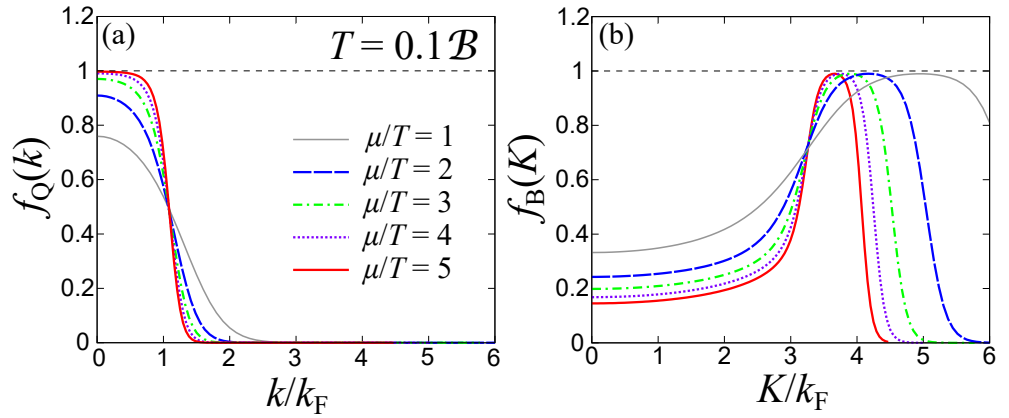 (a)
T = 0.1ℬ
1.2
1
0.8
0.6
0.4
0.2
0
f_Q(k)
μ/T = 1
μ/T = 2
μ/T = 3
μ/T = 4
μ/T = 5
0 1 2 3 4 5 6
k/k_F
(b)
1.2
1
0.8
0.6
0.4
0.2
0
f_B(K)
0 1 2 3 4 5 6
K/k_F